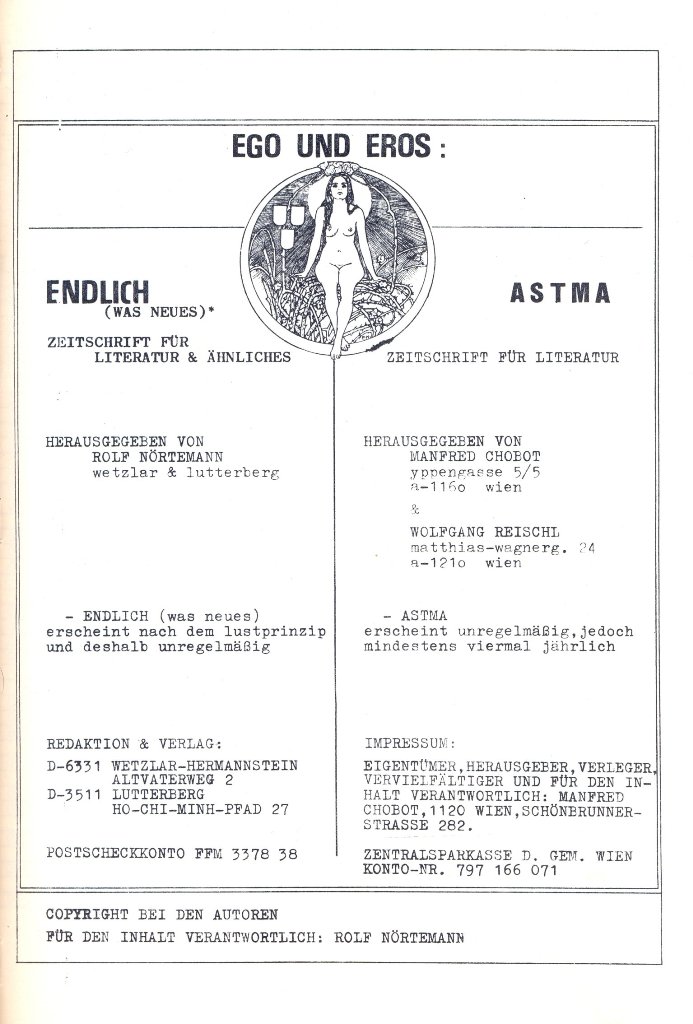 EGO UND EROS:
ENDLICH
(WAS NEUES)*
ZEITSCHRIFT FÜR
LITERATUR & ÄHNLICHES
HERAUSGEGEBEN VON
ROLF NÖRTEMANN
wetzlar & lutterberg
- ENDLICH (was neues)
erscheint nach dem lustprinzip
und deshalb unregelmäßig
REDAKTION & VERLAG:
D-6331 WETZLAR-HERMANNSTEIN
ALTVATERWEG 2
D-3511 LUTTERBERG
HO-CHI-MINH-PFAD 27
POSTSCHECKKONTO FFM 3378 38
ASTMA
ZEITSCHRIFT FÜR LITERATUR
HERAUSGEGEBEN VON
MANFRED CHOBOT
yppengasse 5/5
a-116o wien
&
WOLFGANG REISCHL
matthias-wagnerg. 24
a-121o wien
- ASTMA
erscheint unregelmäßig,jedoch
mindestens viermal jährlich
IMPRESSUM:
EIGENTÜMER,HERAUSGEBER,VERLEGER,
VERVIELFÄLTIGER UND FÜR DEN IN-
HALT VERANTWORTLICH: MANFRED
CHOBOT,1120 WIEN,SCHÖNBRUNNER-
STRASSE 282.
ZENTRALSPARKASSE D. GEM. WIEN
KONTO-NR. 797 166 071
COPYRIGHT BEI DEN AUTOREN
FÜR DEN INHALT VERANTWORTLICH: ROLF NÖRTEMANN